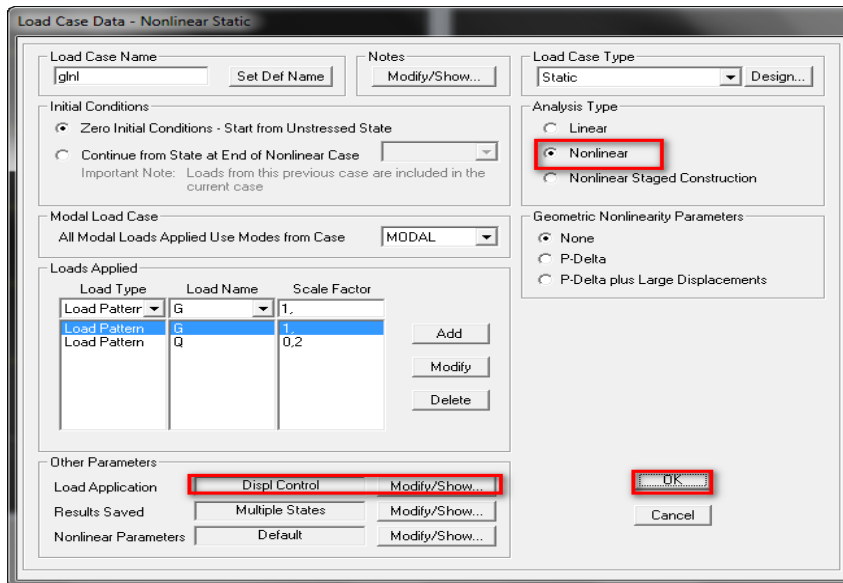 Load Case Data - Nonlinear Static
Load Case Name
glnl
Set Def Name
Notes
Modify/Show...
Load Case Type
Static
Design...
Initial Conditions
Zero Initial Conditions - Start from Unstressed State
Continue from State at End of Nonlinear Case
Important Note: Loads from this previous case are included in the
current case
Analysis Type
Linear
Nonlinear
Nonlinear Staged Construction
Modal Load Case
All Modal Loads Applied Use Modes from Case MODAL
Geometric Nonlinearity Parameters
None
P-Delta
P-Delta plus Large Displacements
Loads Applied
Load Type Load Name Scale Factor
Load Pattern G 1,
Load Pattern G 1,
Load Pattern Q 0,2
Add
Modify
Delete
Other Parameters
Load Application Displ Control Modify/Show...
Results Saved Multiple States Modify/Show...
Nonlinear Parameters Default Modify/Show...
OK
Cancel